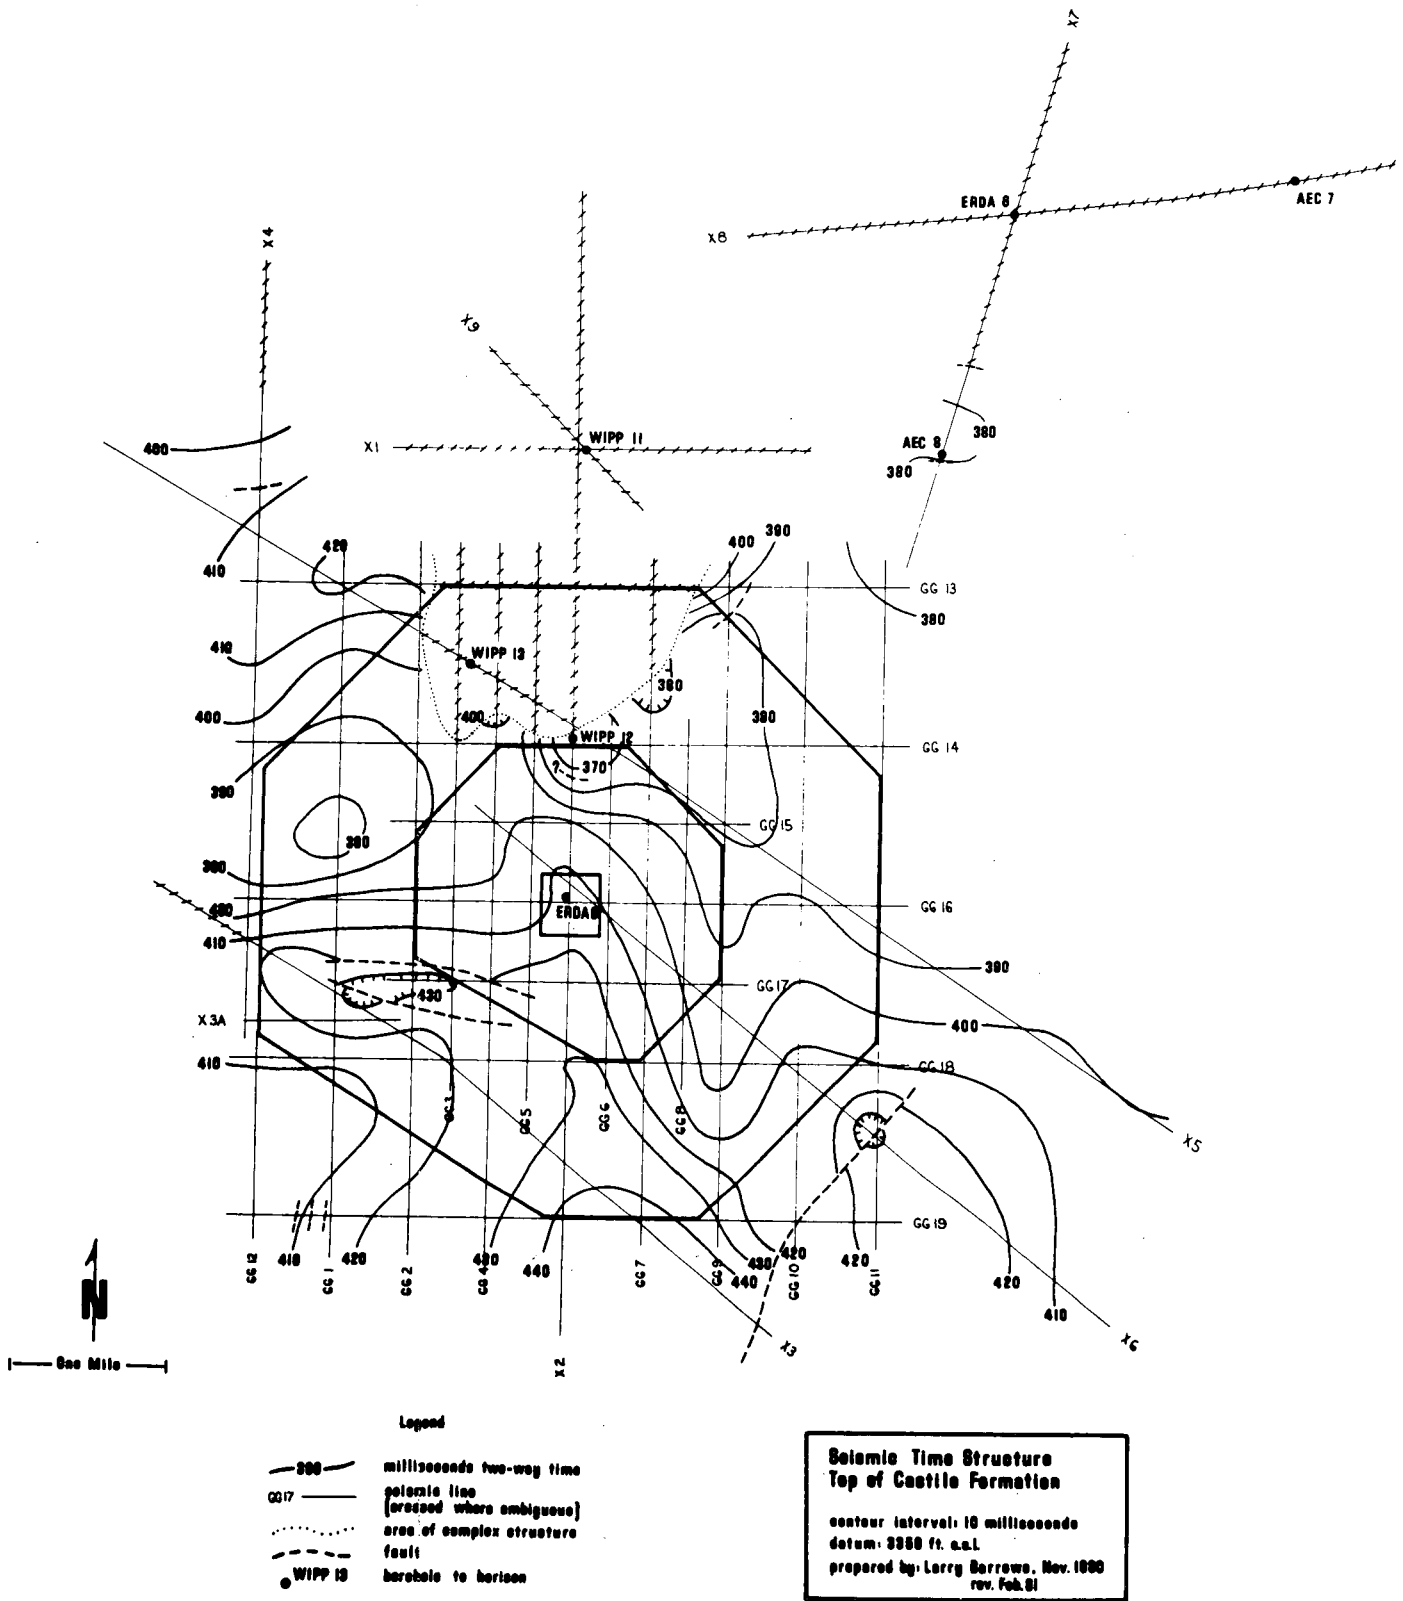 X7
ERDA 6
AEC 7
X8
X4
X9
WIPP 11
X1
400
AEC 8
380
380
410
420
400
390
GG 13
380
410
WIPP 13
380
400
400
380
WIPP 12
GG 14
? 370
390
GG 15
380
390
400
ERDA 9
GG 16
410
390
430
GG 17
X3A
400
410
GG 18
GG 3
GG 5
GG 6
GG 8
X5
GG 19
GG 12
410
GG 1
420
GG 2
GG 4
440
GG 7
GG 9
430
440
420
GG 10
420
GG 11
420
410
N
X2
X3
X6
One Mile
Legend
390 milliseconds two-way time
GG17 seismic line
(crossed where ambiguous)
area of complex structure
fault
WIPP 13 borehole to horizon
Seismic Time Structure
Top of Castile Formation
contour interval: 10 milliseconds
datum: 3350 ft. a.s.l.
prepared by: Larry Barrows, Nov. 1980
rev. Feb. 81